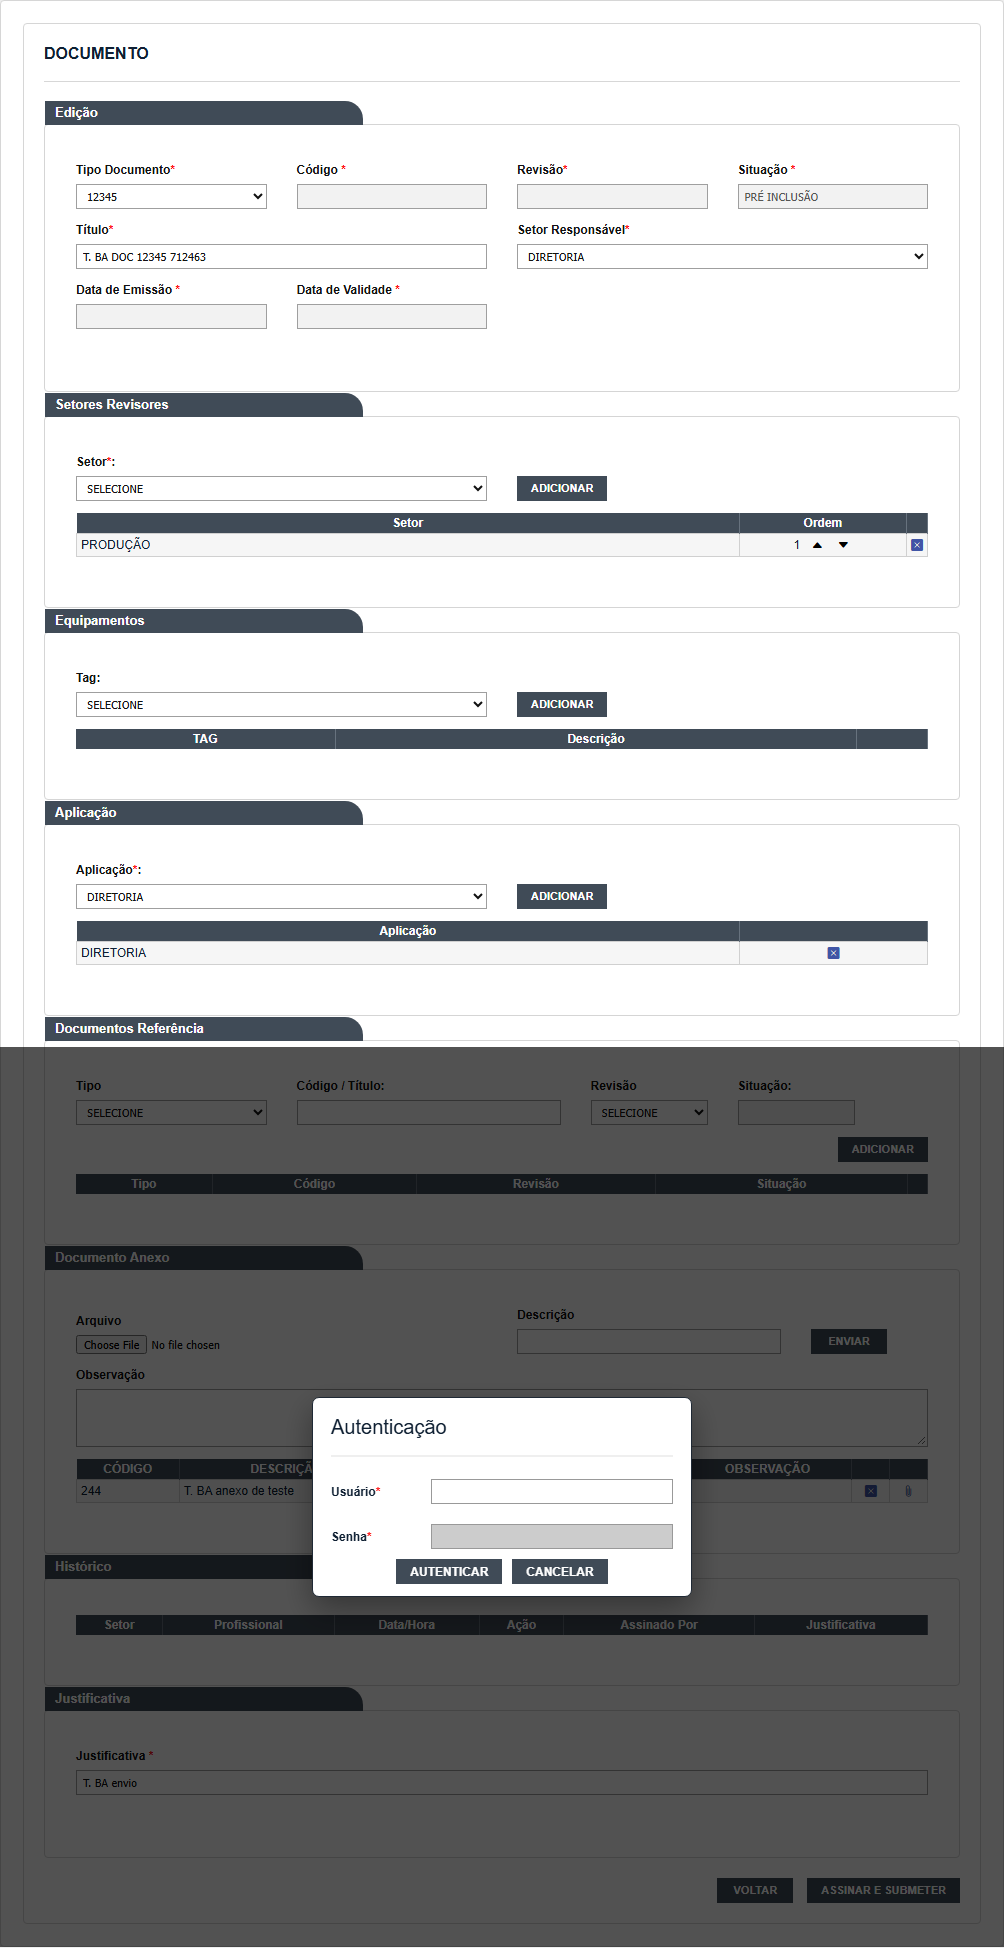 DOCUMENTO
Edição
Tipo Documento* Código * Revisão* Situação *
12345 PRÉ INCLUSÃO
Título* Setor Responsável*
T. BA DOC 12345 712463 DIRETORIA
Data de Emissão * Data de Validade *
Setores Revisores
Setor*:
SELECIONE ADICIONAR
Setor Ordem
PRODUÇÃO 1
Equipamentos
Tag:
SELECIONE ADICIONAR
TAG Descrição
Aplicação
Aplicação*:
DIRETORIA ADICIONAR
Aplicação
DIRETORIA
Documentos Referência
Tipo Código / Título: Revisão Situação:
SELECIONE SELECIONE
ADICIONAR
Tipo Código Revisão Situação
Documento Anexo
Arquivo Descrição
Choose File No file chosen ENVIAR
Observação
CÓDIGO DESCRIÇÃ OBSERVAÇÃO
244 T. BA anexo de teste
Autenticação
Usuário*
Senha*
AUTENTICAR CANCELAR
Histórico
Setor Profissional Data/Hora Ação Assinado Por Justificativa
Justificativa
Justificativa *
T. BA envio
VOLTAR ASSINAR E SUBMETER